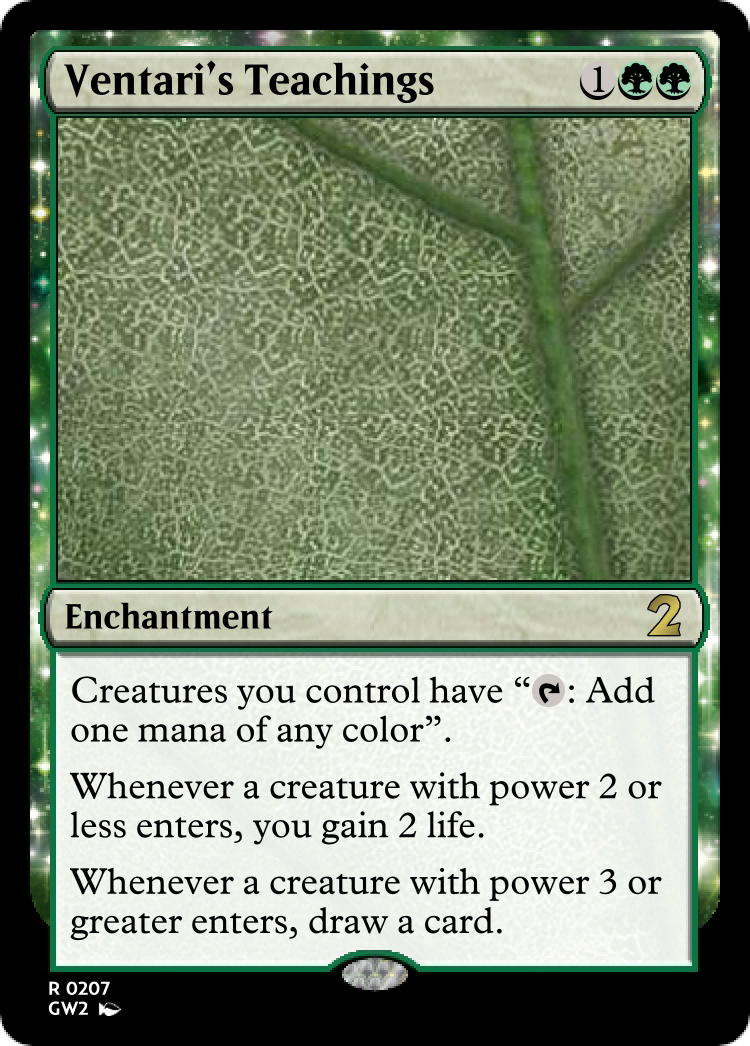 Ventari's Teachings 1
Enchantment 2
Creatures you control have “: Add
one mana of any color”.
Whenever a creature with power 2 or
less enters, you gain 2 life.
Whenever a creature with power 3 or
greater enters, draw a card.
R 0207
GW2